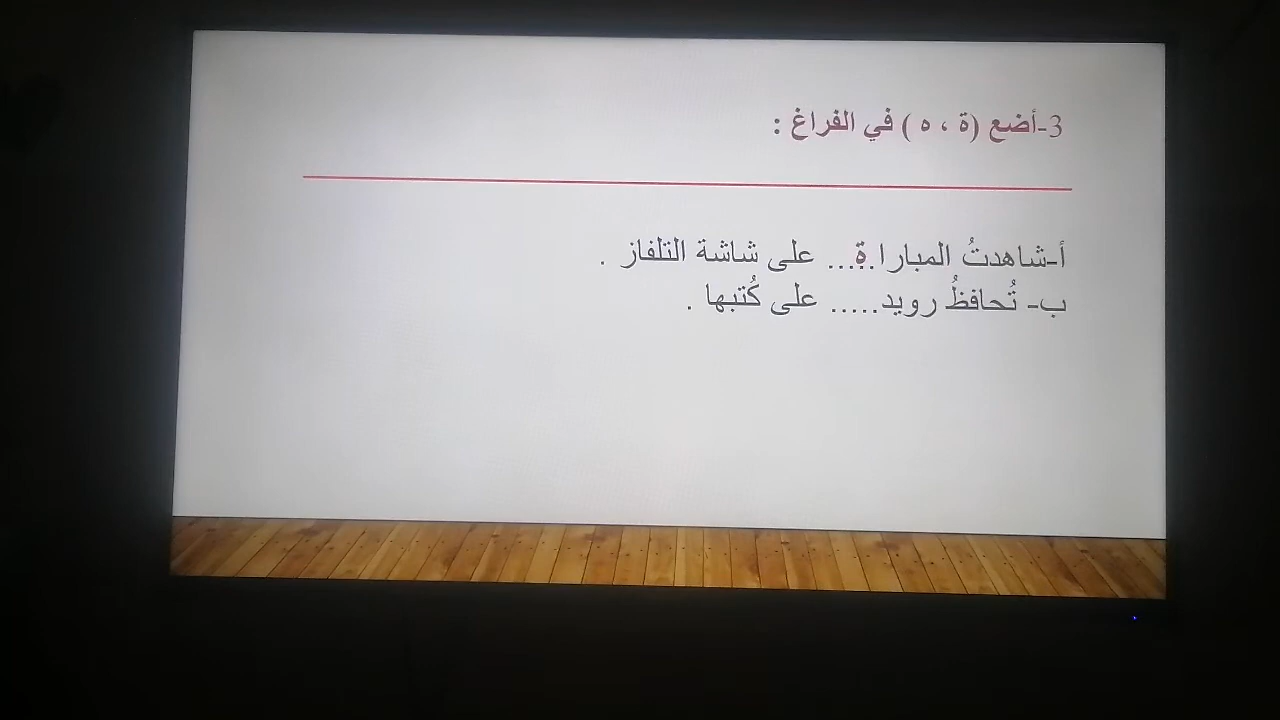 3-أضع (ة ، ه ) في الفراغ :
أ-شاهدتُ المبارا.ة.... على شاشة التلفاز .
ب- تُحافظُ رويد..... على كُتبها .